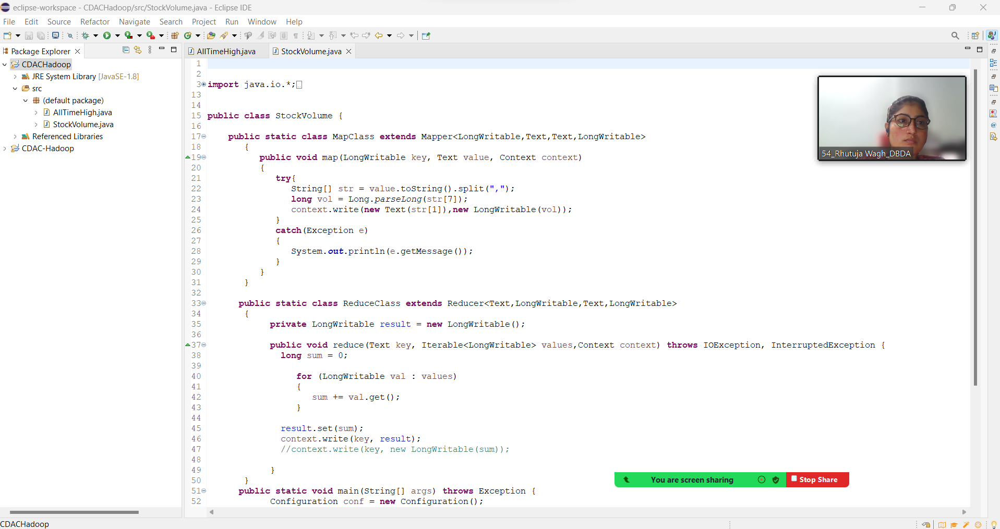 eclipse-workspace - CDACHadoop/src/StockVolume.java - Eclipse IDE
File Edit Source Refactor Navigate Search Project Run Window Help
Package Explorer
CDACHadoop
JRE System Library [JavaSE-1.8]
src
(default package)
AllTimeHigh.java
StockVolume.java
Referenced Libraries
CDAC-Hadoop
AllTimeHigh.java StockVolume.java
1
2
3 import java.io.*;
13
14
15 public class StockVolume {
16
17 public static class MapClass extends Mapper<LongWritable,Text,Text,LongWritable>
18 {
19 public void map(LongWritable key, Text value, Context context)
20 {
21 try{
22 String[] str = value.toString().split(",");
23 long vol = Long.parseLong(str[7]);
24 context.write(new Text(str[1]),new LongWritable(vol));
25 }
26 catch(Exception e)
27 {
28 System.out.println(e.getMessage());
29 }
30 }
31 }
32
33 public static class ReduceClass extends Reducer<Text,LongWritable,Text,LongWritable>
34 {
35 private LongWritable result = new LongWritable();
36
37 public void reduce(Text key, Iterable<LongWritable> values,Context context) throws IOException, InterruptedException {
38 long sum = 0;
39
40 for (LongWritable val : values)
41 {
42 sum += val.get();
43 }
44
45 result.set(sum);
46 context.write(key, result);
47 //context.write(key, new LongWritable(sum));
48
49 }
50 }
51 public static void main(String[] args) throws Exception {
52 Configuration conf = new Configuration();
54_Rhutuja Wagh_DBDA
You are screen sharing Stop Share
CDACHadoop